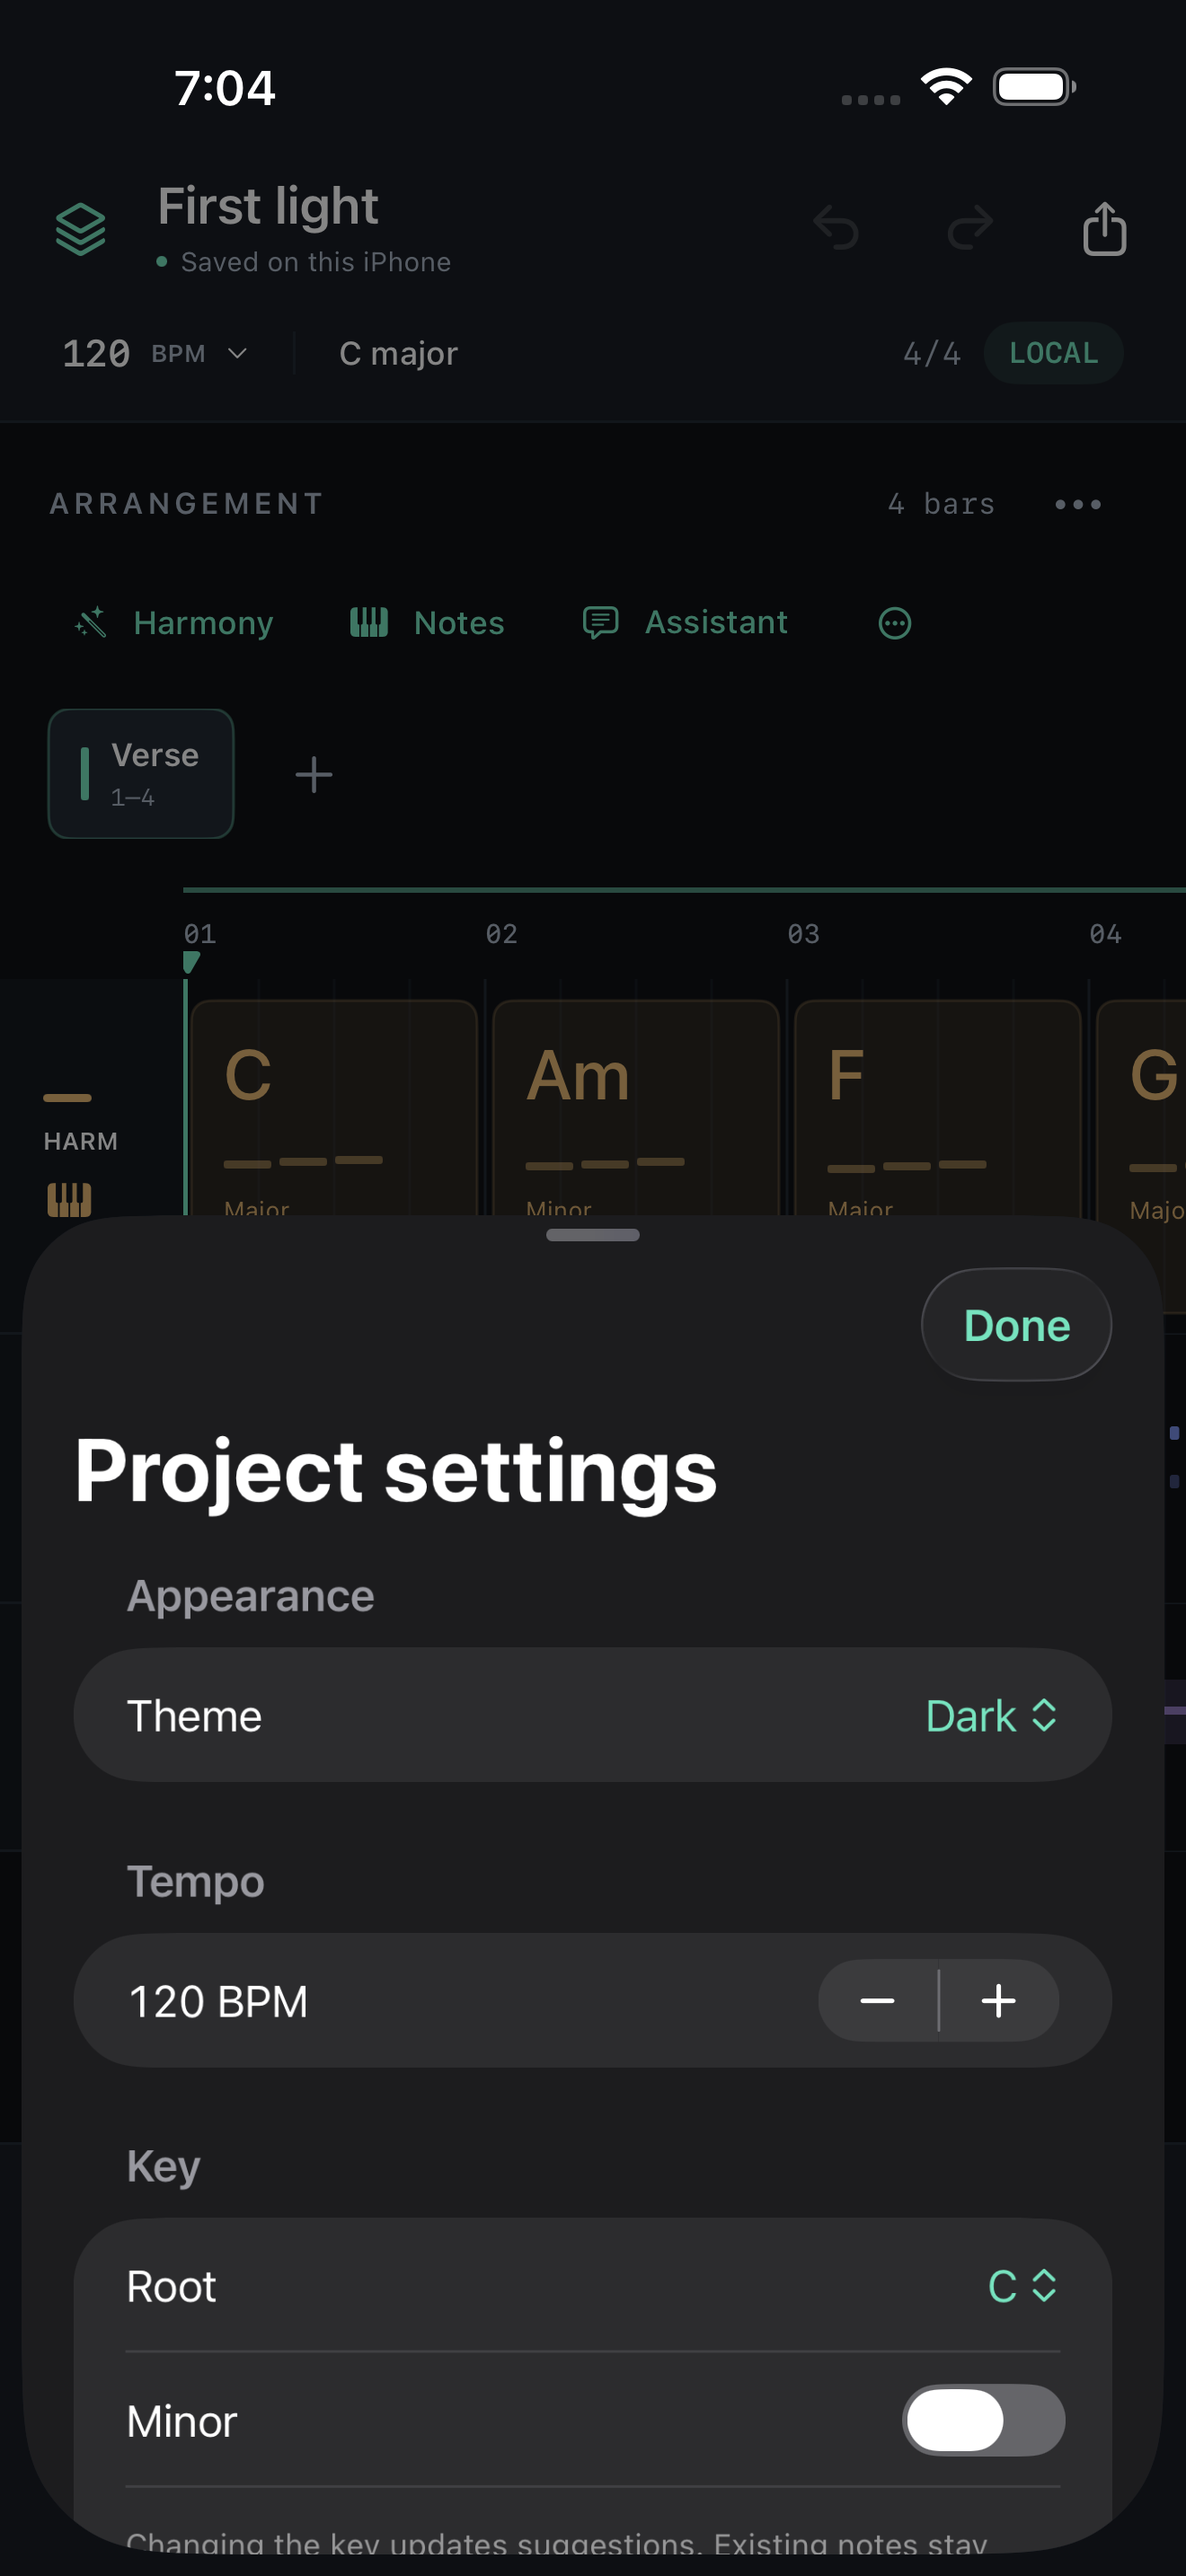 7:04
First light
Saved on this iPhone
120 BPM
C major
4/4
LOCAL
ARRANGEMENT
4 bars
Harmony
Notes
Assistant
Verse
1–4
01
02
03
04
C
Am
F
G
HARM
Major
Minor
Major
Done
Project settings
Appearance
Theme
Dark
Tempo
120 BPM
Key
Root
C
Minor
Changing the key updates suggestions. Existing notes stay